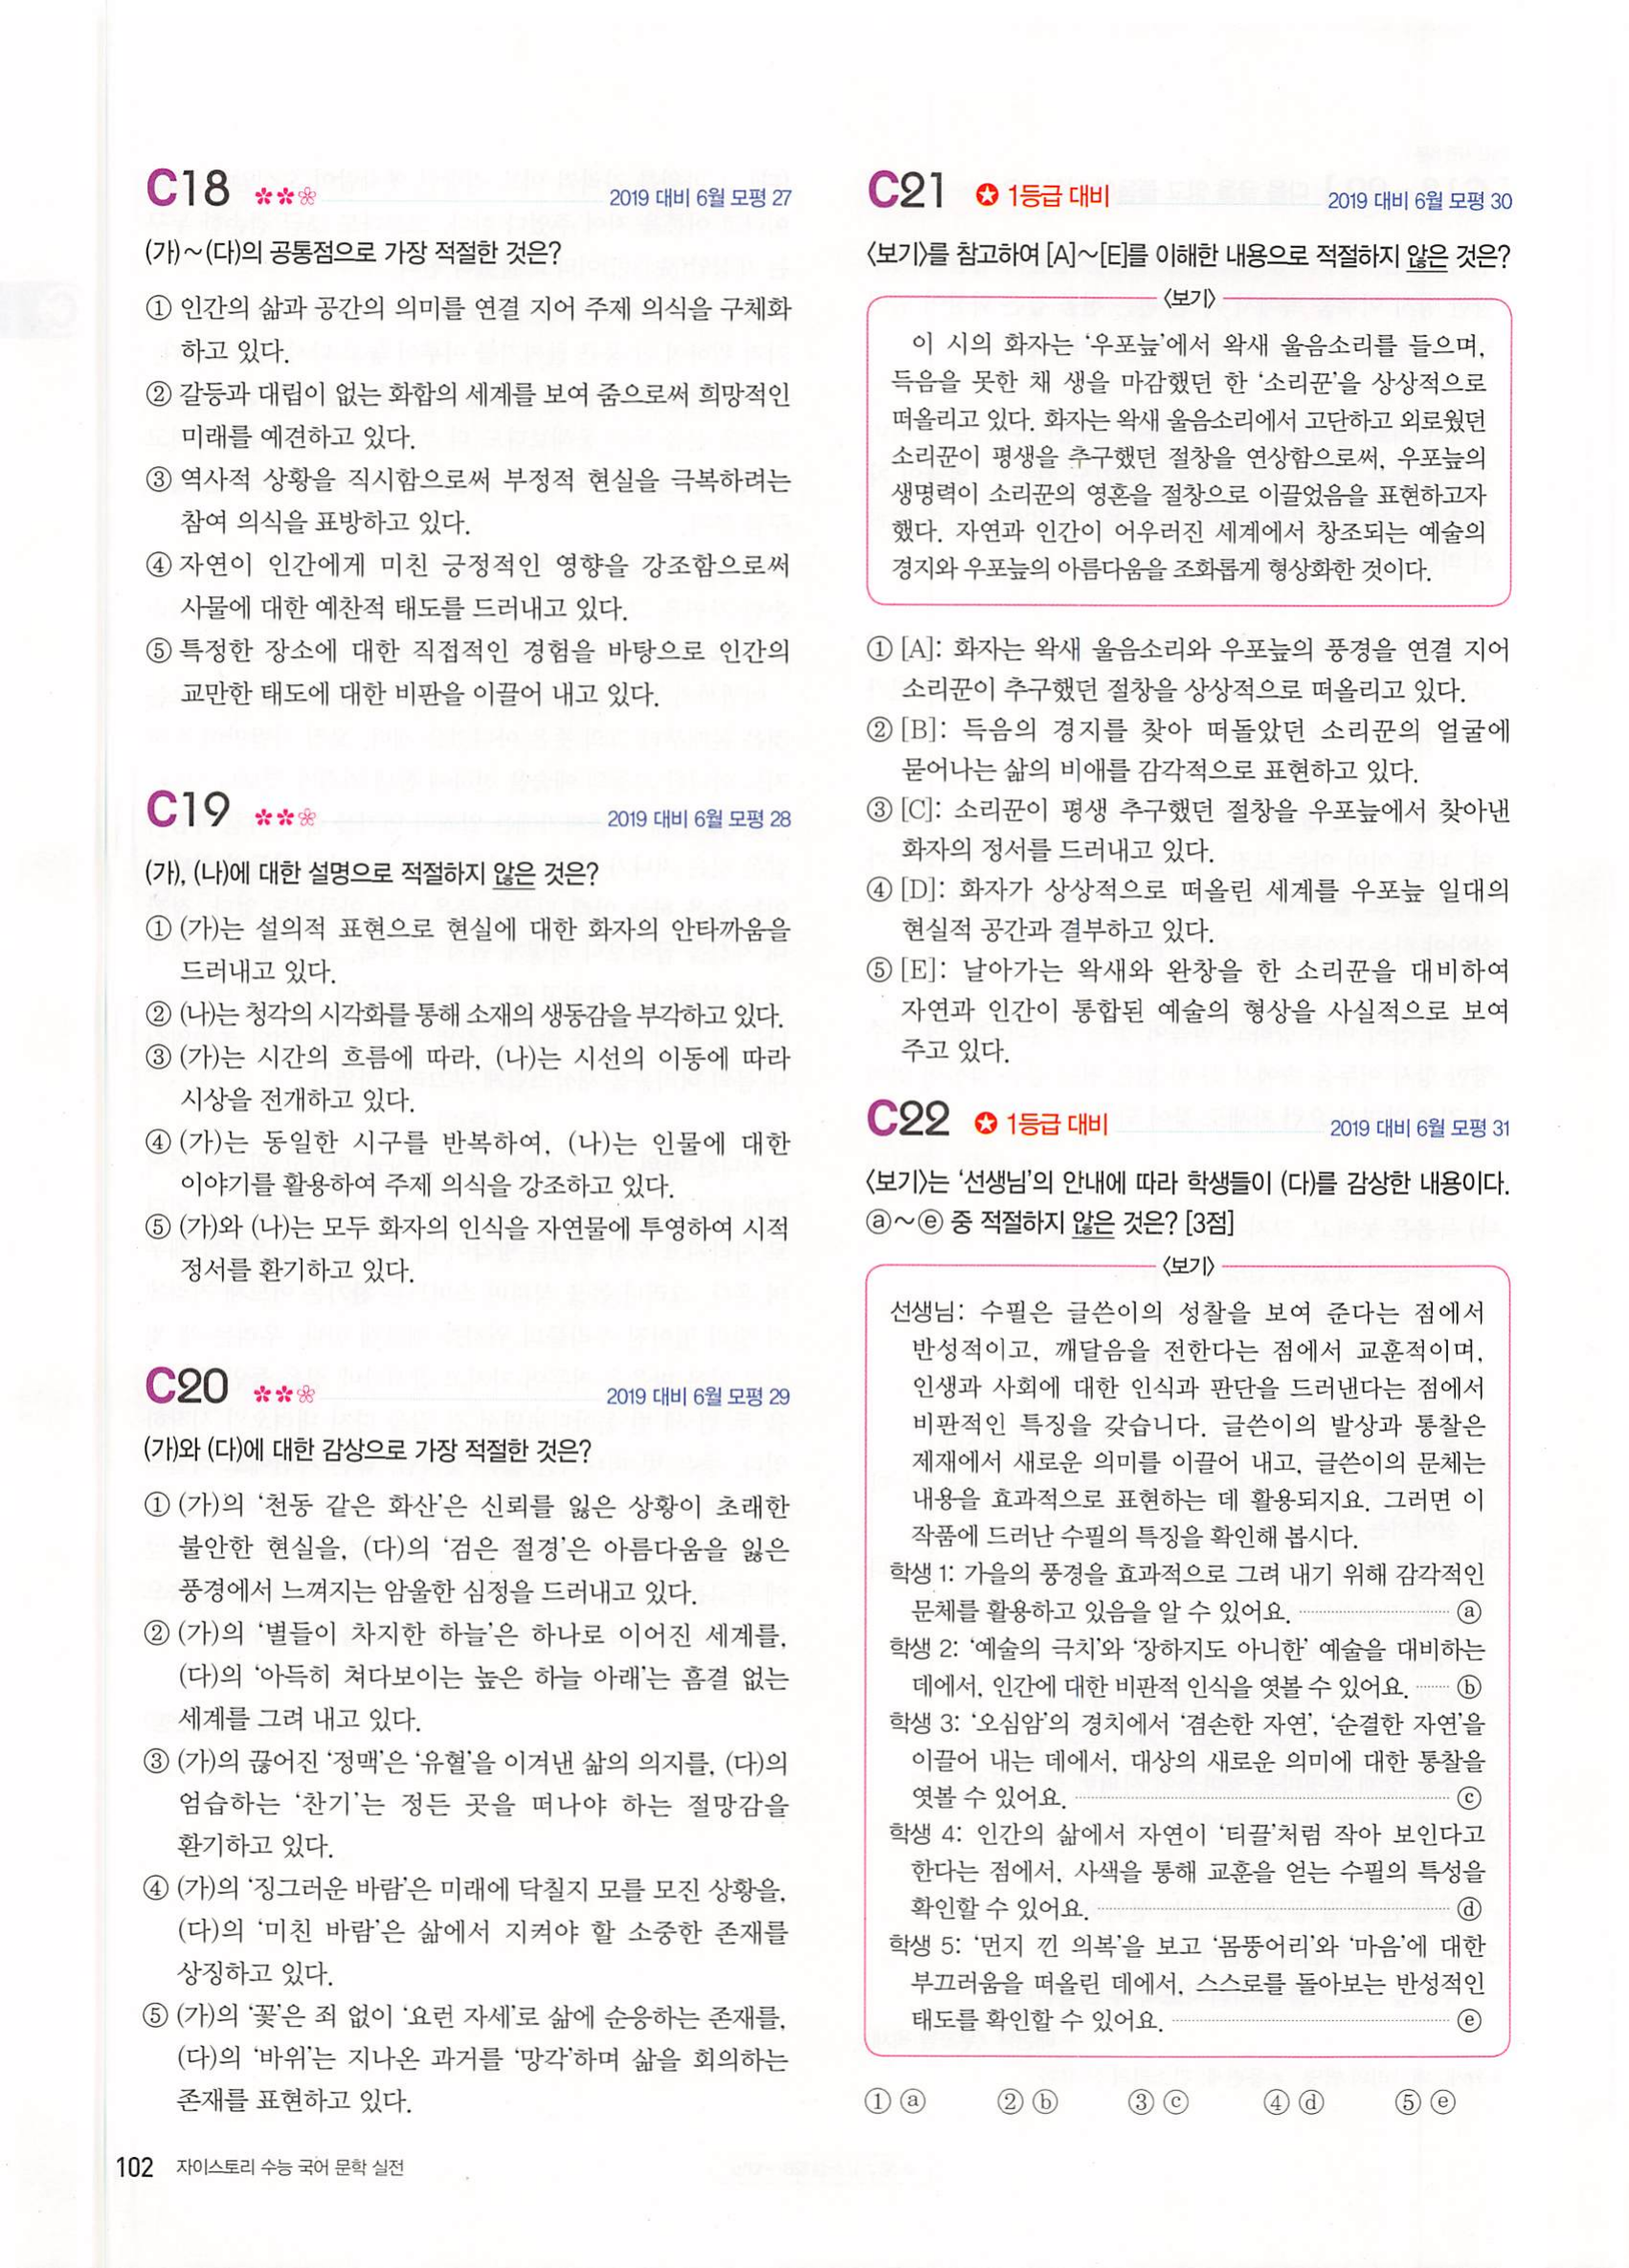 C18
2019 대비 6월 모평 27
(가)~(다)의 공통점으로 가장 적절한 것은?
① 인간의 삶과 공간의 의미를 연결 지어 주제 의식을 구체화
하고 있다.
② 갈등과 대립이 없는 화합의 세계를 보여 줌으로써 희망적인
미래를 예견하고 있다.
③ 역사적 상황을 직시함으로써 부정적 현실을 극복하려는
참여 의식을 표방하고 있다.
④ 자연이 인간에게 미친 긍정적인 영향을 강조함으로써
사물에 대한 예찬적 태도를 드러내고 있다.
⑤ 특정한 장소에 대한 직접적인 경험을 바탕으로 인간의
교만한 태도에 대한 비판을 이끌어 내고 있다.
C19
2019 대비 6월 모평 28
(가), (나)에 대한 설명으로 적절하지 않은 것은?
① (가)는 설의적 표현으로 현실에 대한 화자의 안타까움을
드러내고 있다.
② (나)는 청각의 시각화를 통해 소재의 생동감을 부각하고 있다.
③ (가)는 시간의 흐름에 따라, (나)는 시선의 이동에 따라
시상을 전개하고 있다.
④ (가)는 동일한 시구를 반복하여, (나)는 인물에 대한
이야기를 활용하여 주제 의식을 강조하고 있다.
⑤ (가)와 (나)는 모두 화자의 인식을 자연물에 투영하여 시적
정서를 환기하고 있다.
C20
2019 대비 6월 모평 29
(가)와 (다)에 대한 감상으로 가장 적절한 것은?
① (가)의 ‘천동 같은 화산’은 신뢰를 잃은 상황이 초래한
불안한 현실을, (다)의 ‘검은 절경’은 아름다움을 잃은
풍경에서 느껴지는 암울한 심정을 드러내고 있다.
② (가)의 ‘별들이 차지한 하늘’은 하나로 이어진 세계를,
(다)의 ‘아득히 쳐다보이는 높은 하늘 아래’는 흠결 없는
세계를 그려 내고 있다.
③ (가)의 끊어진 ‘정맥’은 ‘유혈’을 이겨낸 삶의 의지를, (다)의
엄습하는 ‘찬기’는 정든 곳을 떠나야 하는 절망감을
환기하고 있다.
④ (가)의 ‘징그러운 바람’은 미래에 닥칠지 모를 모진 상황을,
(다)의 ‘미친 바람’은 삶에서 지켜야 할 소중한 존재를
상징하고 있다.
⑤ (가)의 ‘꽃’은 죄 없이 ‘요런 자세’로 삶에 순응하는 존재를,
(다)의 ‘바위’는 지나온 과거를 ‘망각’하며 삶을 회의하는
존재를 표현하고 있다.
102 자이스토리 수능 국어 문학 실전
C21 1등급 대비
2019 대비 6월 모평 30
〈보기〉를 참고하여 [A]~[E]를 이해한 내용으로 적절하지 않은 것은?
〈보기〉
이 시의 화자는 ‘우포늪’에서 왁새 울음소리를 들으며,
득음을 못한 채 생을 마감했던 한 ‘소리꾼’을 상상적으로
떠올리고 있다. 화자는 왁새 울음소리에서 고단하고 외로웠던
소리꾼이 평생을 추구했던 절창을 연상함으로써, 우포늪의
생명력이 소리꾼의 영혼을 절창으로 이끌었음을 표현하고자
했다. 자연과 인간이 어우러진 세계에서 창조되는 예술의
경지와 우포늪의 아름다움을 조화롭게 형상화한 것이다.
① [A]: 화자는 왁새 울음소리와 우포늪의 풍경을 연결 지어
소리꾼이 추구했던 절창을 상상적으로 떠올리고 있다.
② [B]: 득음의 경지를 찾아 떠돌았던 소리꾼의 얼굴에
묻어나는 삶의 비애를 감각적으로 표현하고 있다.
③ [C]: 소리꾼이 평생 추구했던 절창을 우포늪에서 찾아낸
화자의 정서를 드러내고 있다.
④ [D]: 화자가 상상적으로 떠올린 세계를 우포늪 일대의
현실적 공간과 결부하고 있다.
⑤ [E]: 날아가는 왁새와 완창을 한 소리꾼을 대비하여
자연과 인간이 통합된 예술의 형상을 사실적으로 보여
주고 있다.
C22 1등급 대비
2019 대비 6월 모평 31
〈보기〉는 ‘선생님’의 안내에 따라 학생들이 (다)를 감상한 내용이다.
ⓐ~ⓔ 중 적절하지 않은 것은? [3점]
〈보기〉
선생님: 수필은 글쓴이의 성찰을 보여 준다는 점에서
반성적이고, 깨달음을 전한다는 점에서 교훈적이며,
인생과 사회에 대한 인식과 판단을 드러낸다는 점에서
비판적인 특징을 갖습니다. 글쓴이의 발상과 통찰은
제재에서 새로운 의미를 이끌어 내고, 글쓴이의 문체는
내용을 효과적으로 표현하는 데 활용되지요. 그러면 이
작품에 드러난 수필의 특징을 확인해 봅시다.
학생 1: 가을의 풍경을 효과적으로 그려 내기 위해 감각적인
문체를 활용하고 있음을 알 수 있어요. ⓐ
학생 2: ‘예술의 극치’와 ‘장하지도 아니한’ 예술을 대비하는
데에서, 인간에 대한 비판적 인식을 엿볼 수 있어요. ⓑ
학생 3: ‘오심암’의 경치에서 ‘겸손한 자연’, ‘순결한 자연’을
이끌어 내는 데에서, 대상의 새로운 의미에 대한 통찰을
엿볼 수 있어요. ⓒ
학생 4: 인간의 삶에서 자연이 ‘티끌’처럼 작아 보인다고
한다는 점에서, 사색을 통해 교훈을 얻는 수필의 특성을
확인할 수 있어요. ⓓ
학생 5: ‘먼지 낀 의복’을 보고 ‘몸뚱어리’와 ‘마음’에 대한
부끄러움을 떠올린 데에서, 스스로를 돌아보는 반성적인
태도를 확인할 수 있어요. ⓔ
① ⓐ ② ⓑ ③ ⓒ ④ ⓓ ⑤ ⓔ